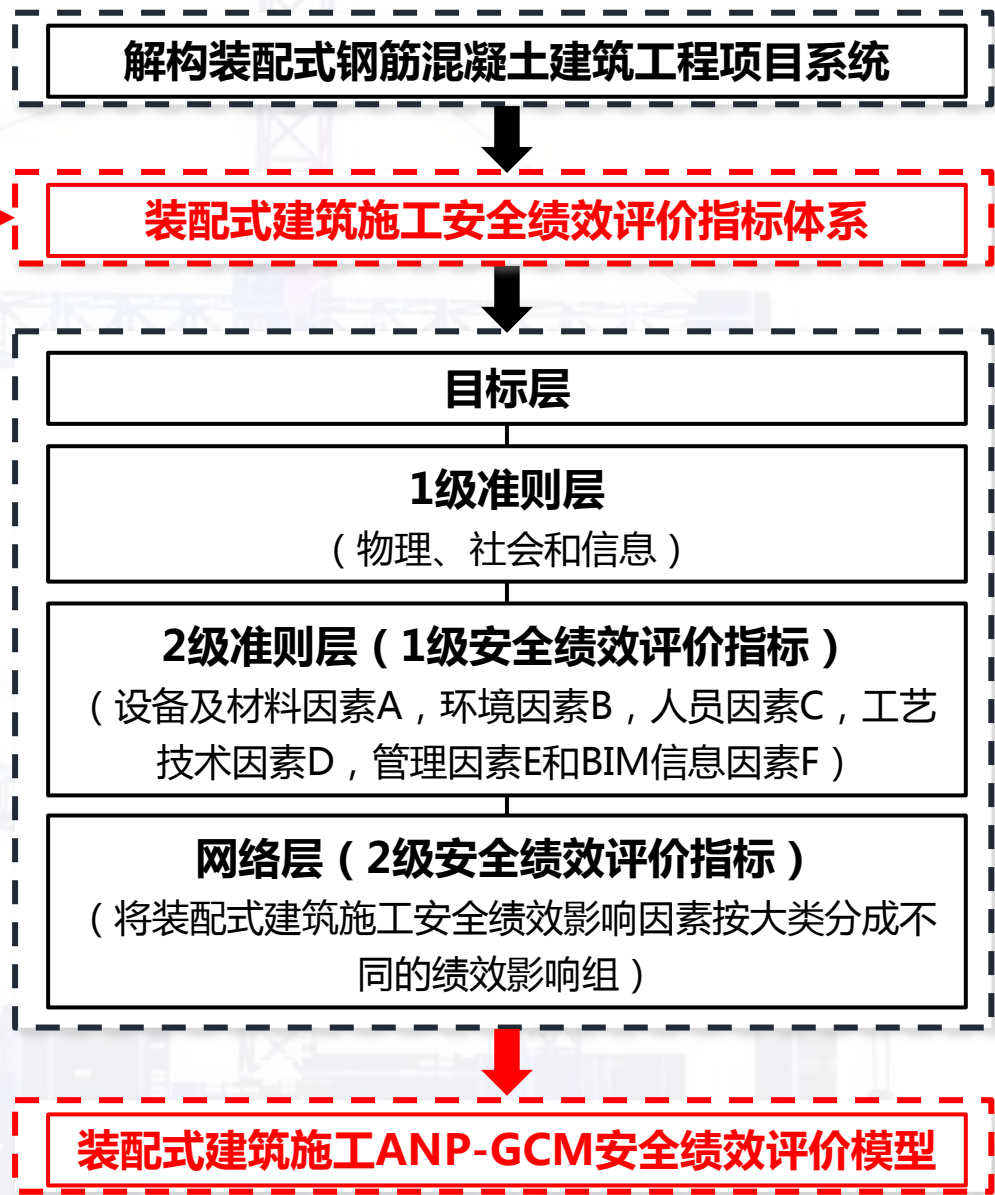 解构装配式钢筋混凝土建筑工程项目系统
装配式建筑施工安全绩效评价指标体系
目标层
1级准则层
（物理、社会和信息）
2级准则层（1级安全绩效评价指标）
（设备及材料因素A，环境因素B，人员因素C，工艺
技术因素D，管理因素E和BIM信息因素F）
网络层（2级安全绩效评价指标）
（将装配式建筑施工安全绩效影响因素按大类分成不
同的绩效影响组）
装配式建筑施工ANP-GCM安全绩效评价模型